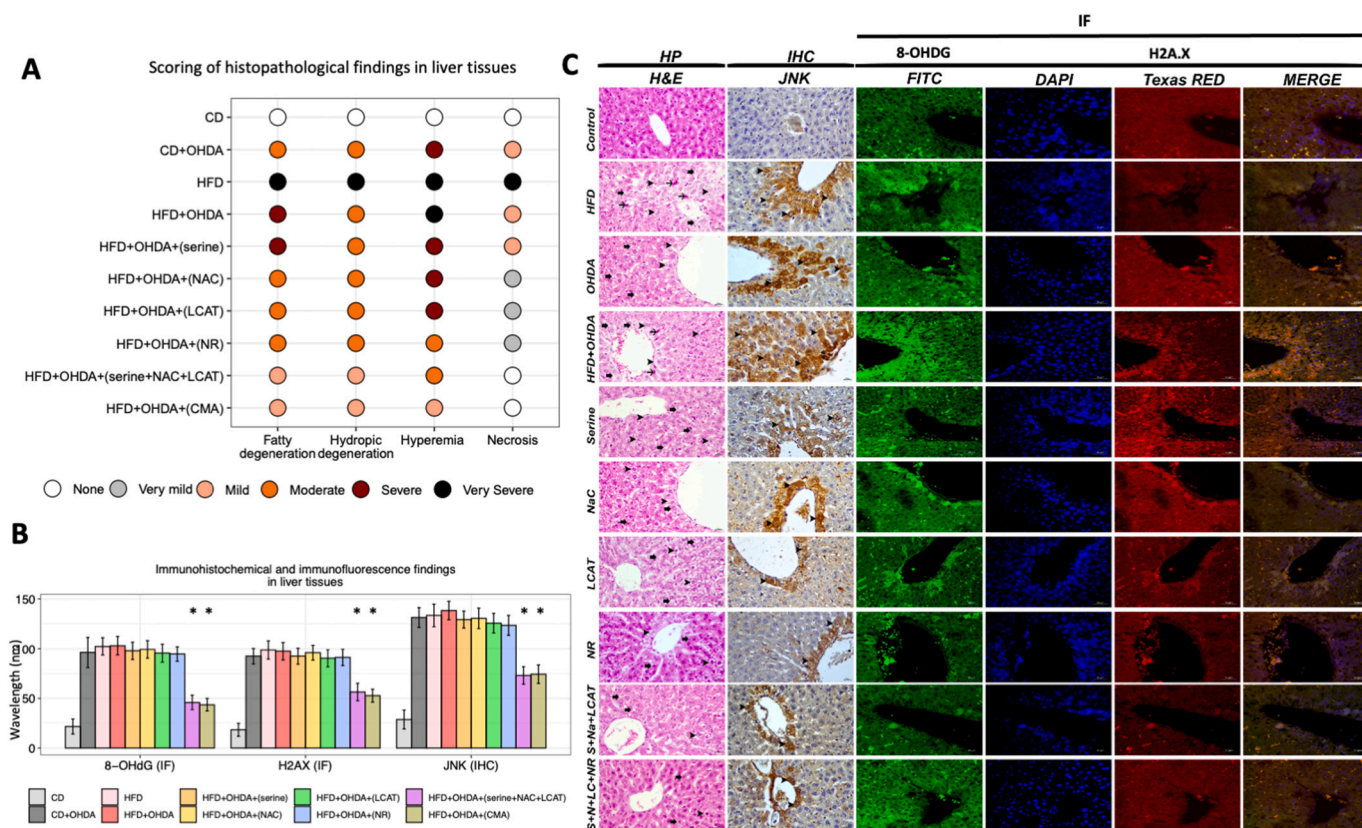 A
Scoring of histopathological findings in liver tissues
CD
CD+OHDA
HFD
HFD+OHDA
HFD+OHDA+(serine)
HFD+OHDA+(NAC)
HFD+OHDA+(LCAT)
HFD+OHDA+(NR)
HFD+OHDA+(serine+NAC+LCAT)
HFD+OHDA+(CMA)
Fatty Hydropic Hyperemia Necrosis
degeneration degeneration
None Very mild Mild Moderate Severe Very Severe
B
Immunohistochemical and immunofluorescence findings
in liver tissues
Wavelength (nm)
150
100
50
0
* * * * * *
8-OHdG (IF) H2AX (IF) JNK (IHC)
CD HFD HFD+OHDA+(serine) HFD+OHDA+(LCAT) HFD+OHDA+(serine+NAC+LCAT)
CD+OHDA HFD+OHDA HFD+OHDA+(NAC) HFD+OHDA+(NR) HFD+OHDA+(CMA)
C
IF
HP IHC 8-OHDG H2A.X
H&E JNK FITC DAPI Texas RED MERGE
Control
HFD
OHDA
HFD+OHDA
Serine
NaC
LCAT
NR
S+Na+LCAT
S+N+LC+NR